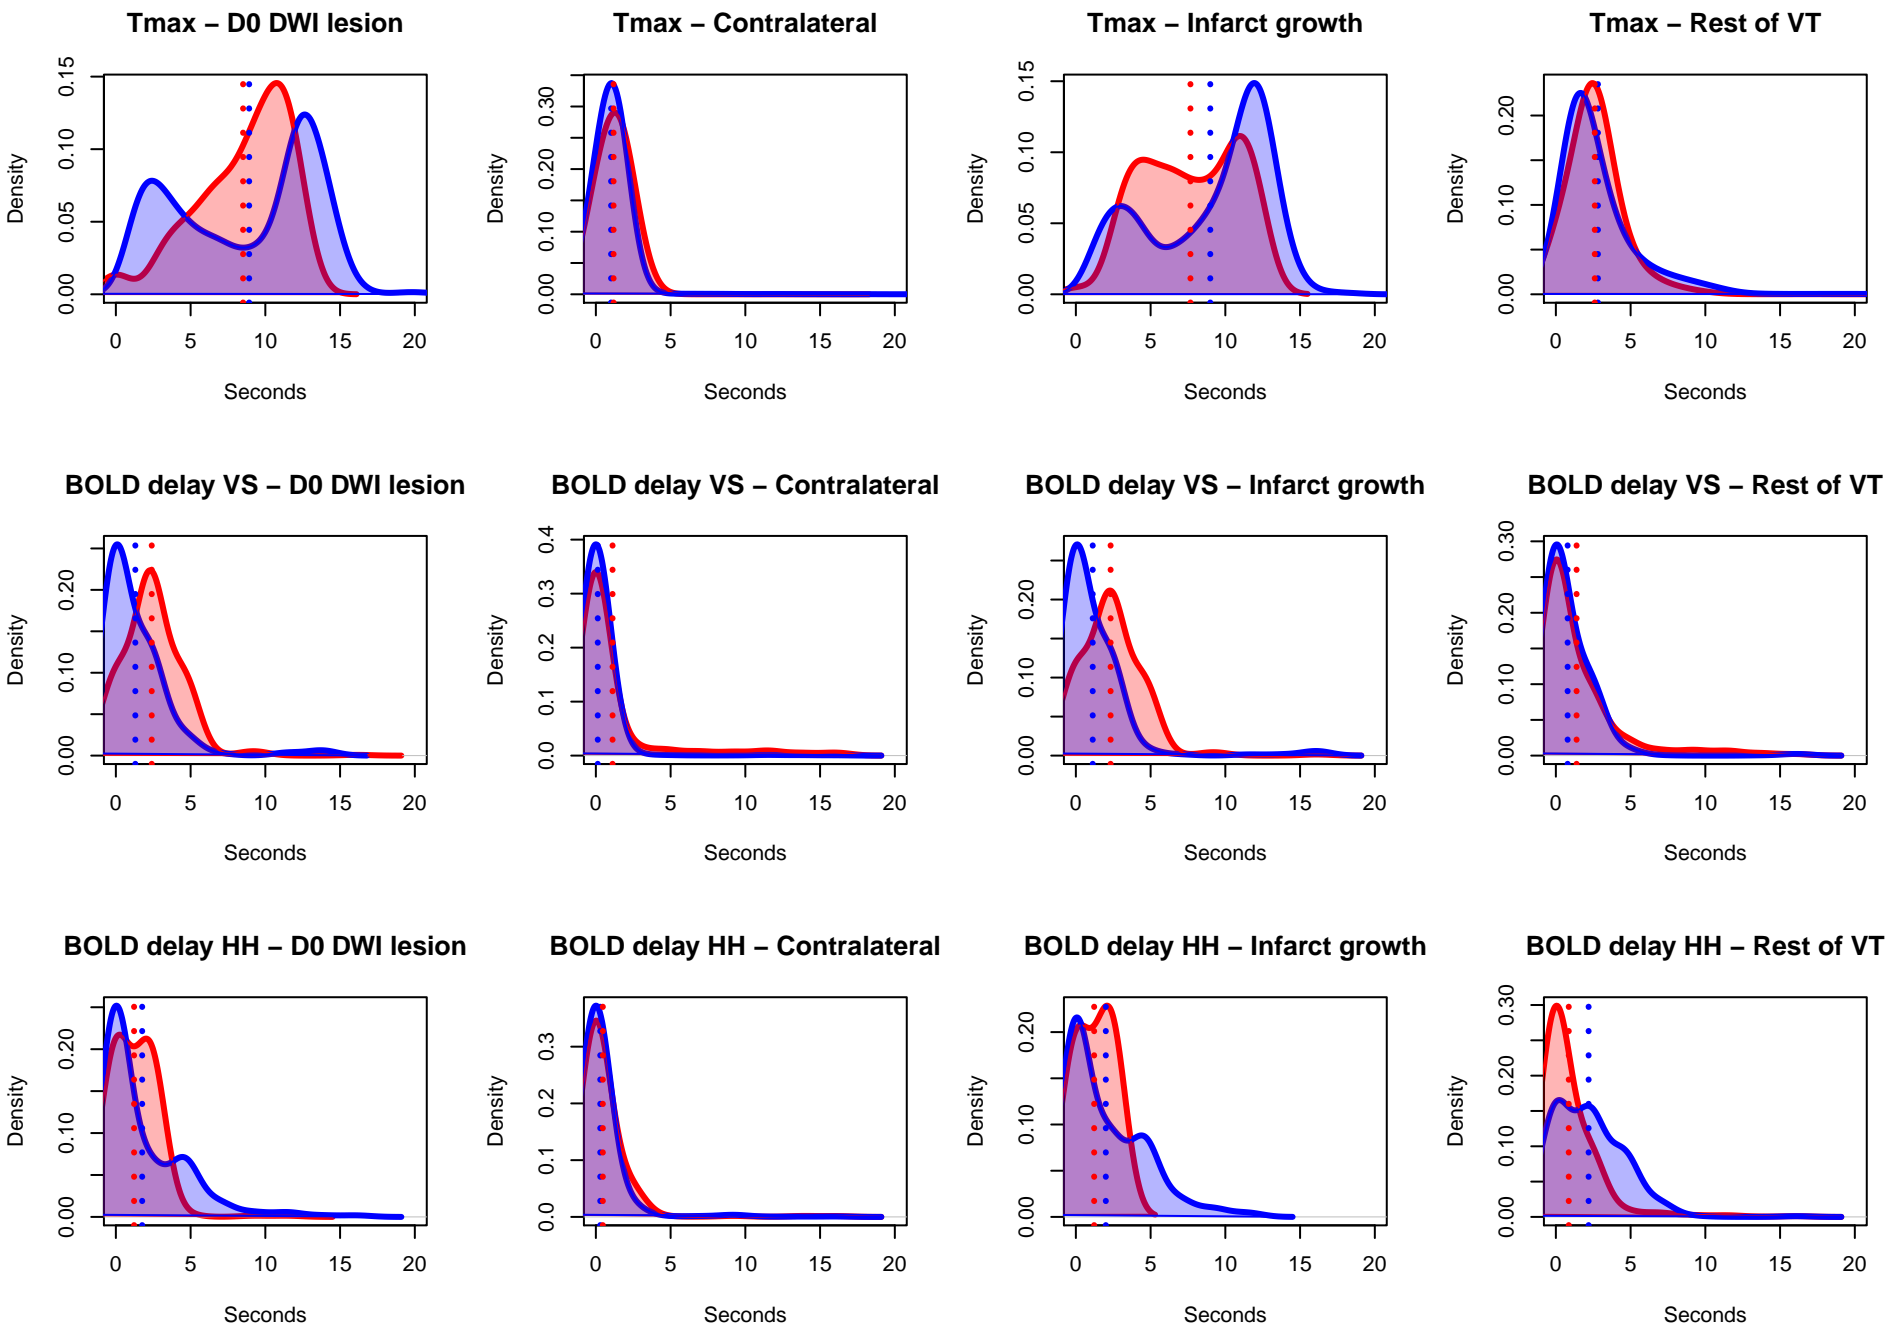 Tmax – D0 DWI lesion
Density
0.00 0.05 0.10 0.15
0 5 10 15 20
Seconds
Tmax – Contralateral
Density
0.00 0.10 0.20 0.30
0 5 10 15 20
Seconds
Tmax – Infarct growth
Density
0.00 0.05 0.10 0.15
0 5 10 15 20
Seconds
Tmax – Rest of VT
Density
0.00 0.10 0.20
0 5 10 15 20
Seconds
BOLD delay VS – D0 DWI lesion
Density
0.00 0.10 0.20
0 5 10 15 20
Seconds
BOLD delay VS – Contralateral
Density
0.0 0.1 0.2 0.3 0.4
0 5 10 15 20
Seconds
BOLD delay VS – Infarct growth
Density
0.00 0.10 0.20
0 5 10 15 20
Seconds
BOLD delay VS – Rest of VT
Density
0.00 0.10 0.20 0.30
0 5 10 15 20
Seconds
BOLD delay HH – D0 DWI lesion
Density
0.00 0.10 0.20
0 5 10 15 20
Seconds
BOLD delay HH – Contralateral
Density
0.0 0.1 0.2 0.3
0 5 10 15 20
Seconds
BOLD delay HH – Infarct growth
Density
0.00 0.10 0.20
0 5 10 15 20
Seconds
BOLD delay HH – Rest of VT
Density
0.00 0.10 0.20 0.30
0 5 10 15 20
Seconds